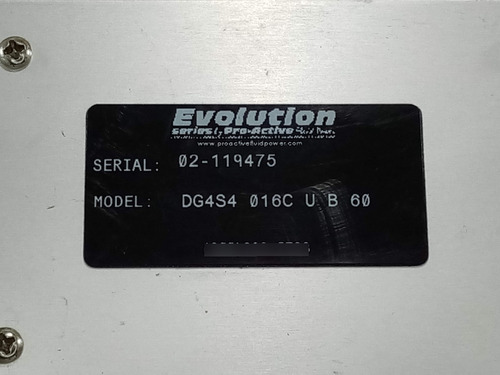 Evolution
series by Pro-Active Fluid Power
www.proactivefluidpower.com
SERIAL: 02-119475
MODEL: DG4S4 016C U B 60